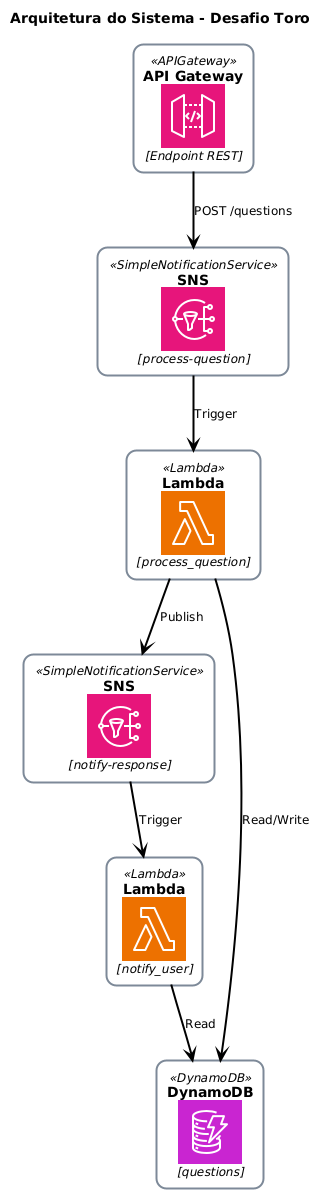 Arquitetura do Sistema - Desafio Toro
«APIGateway»
API Gateway
[Endpoint REST]
POST /questions
«SimpleNotificationService»
SNS
[process-question]
Trigger
«Lambda»
Lambda
[process_question]
Publish
«SimpleNotificationService»
SNS
[notify-response]
Trigger
Read/Write
«Lambda»
Lambda
[notify_user]
Read
«DynamoDB»
DynamoDB
[questions]